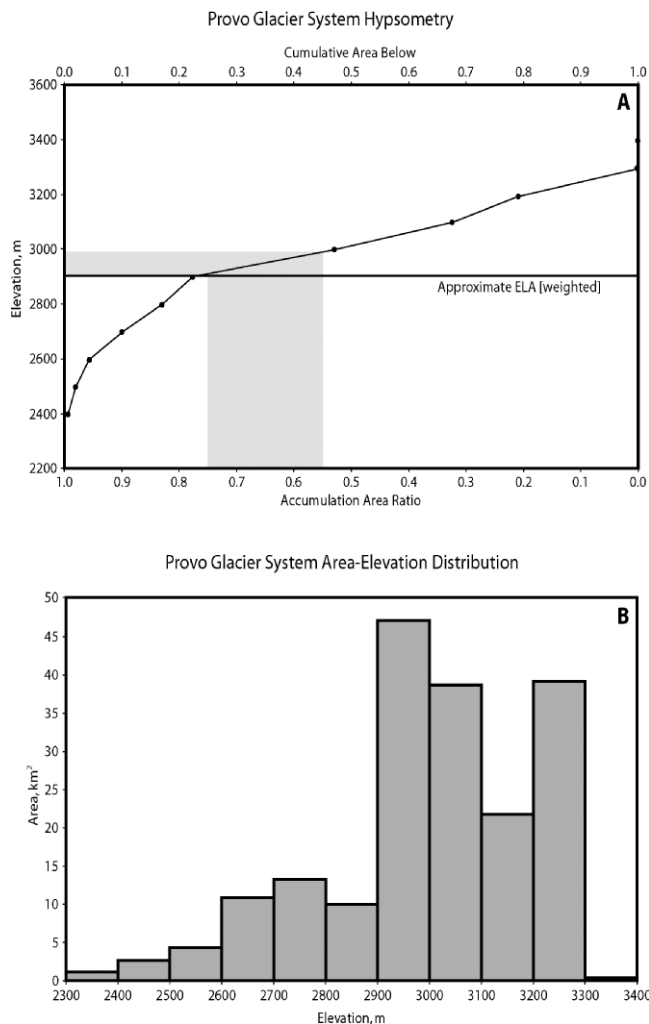 Provo Glacier System Hypsometry
Cumulative Area Below
0.0 0.1 0.2 0.3 0.4 0.5 0.6 0.7 0.8 0.9 1.0
A
3600
3400
3200
3000
2800
2600
2400
2200
Elevation, m
Approximate ELA [weighted]
1.0 0.9 0.8 0.7 0.6 0.5 0.4 0.3 0.2 0.1 0.0
Accumulation Area Ratio
Provo Glacier System Area-Elevation Distribution
B
50
45
40
35
30
25
20
15
10
5
0
Area, km²
2300 2400 2500 2600 2700 2800 2900 3000 3100 3200 3300 3400
Elevation, m